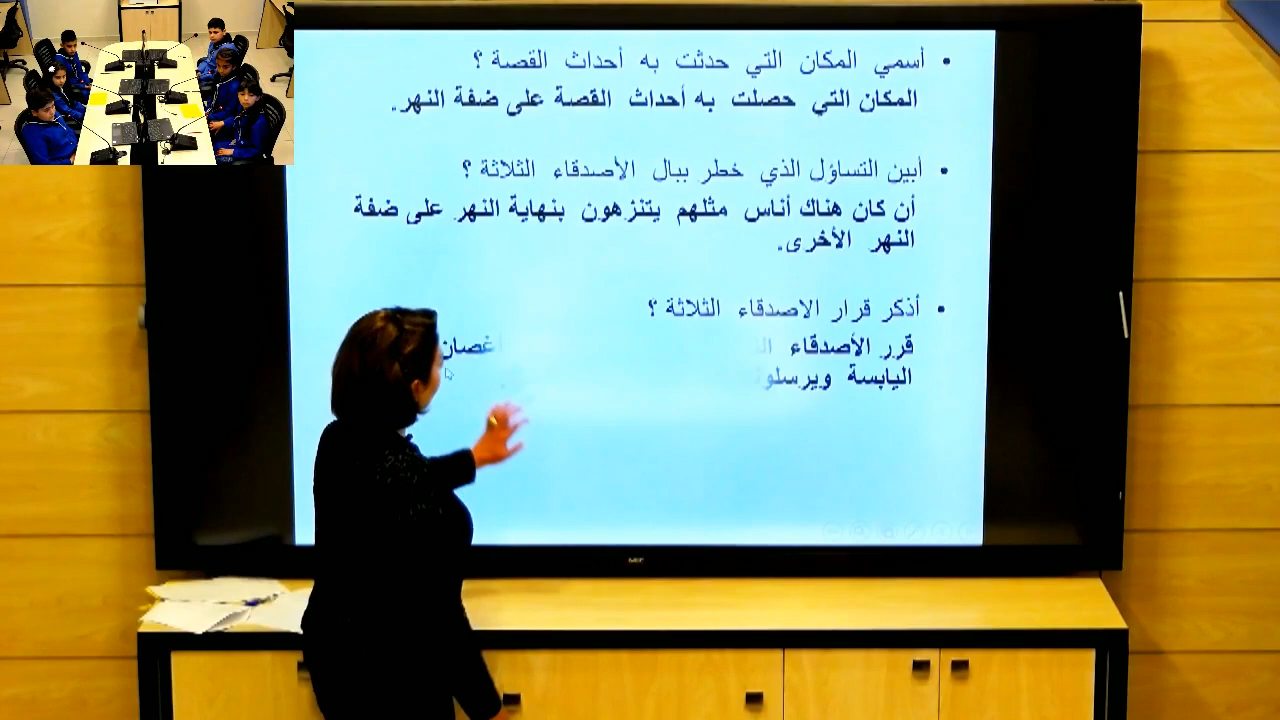 • أسمي المكان التي حدثت به أحداث القصة ؟
المكان التي حصلت به أحداث القصة على ضفة النهر.
• أبين التساؤل الذي خطر ببال الأصدقاء الثلاثة ؟
أن كان هناك أناس مثلهم يتنزهون بنهاية النهر على ضفة
النهر الأخرى.
• أذكر قرار الاصدقاء الثلاثة ؟
قرر الأصدقاء
اليابسة